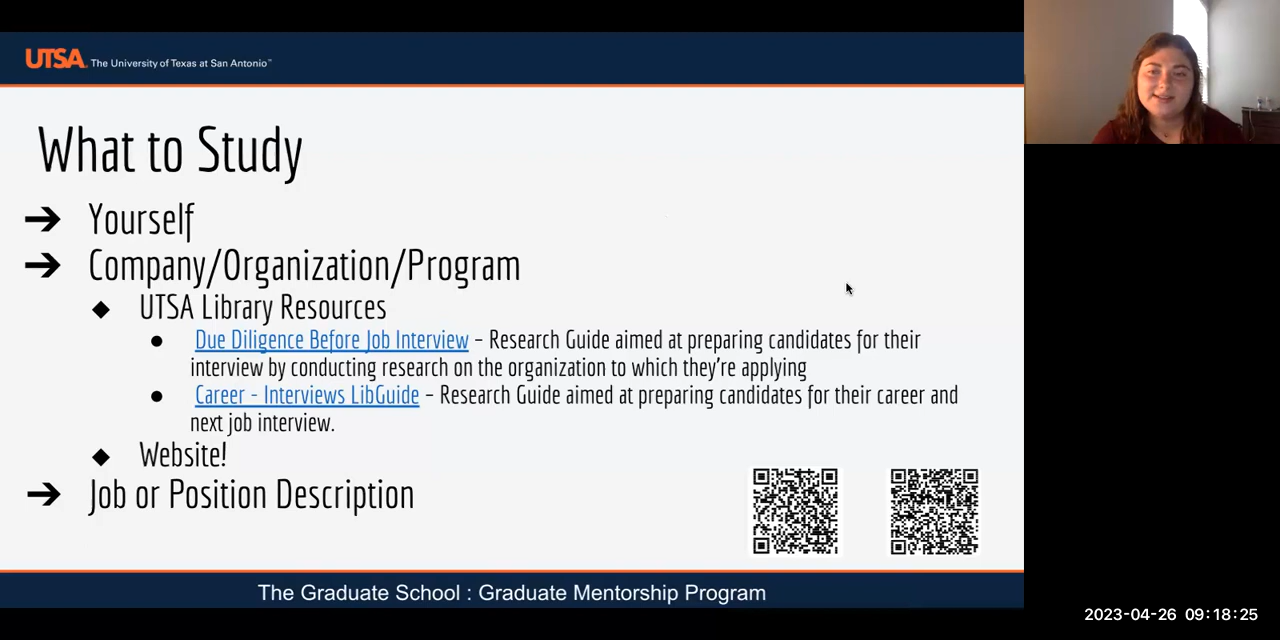 UTSA. The University of Texas at San Antonio™
What to Study
➔ Yourself
➔ Company/Organization/Program
◆ UTSA Library Resources
● Due Diligence Before Job Interview – Research Guide aimed at preparing candidates for their
interview by conducting research on the organization to which they're applying
● Career - Interviews LibGuide – Research Guide aimed at preparing candidates for their career and
next job interview.
◆ Website!
➔ Job or Position Description
The Graduate School : Graduate Mentorship Program
2023-04-26 09:18:25